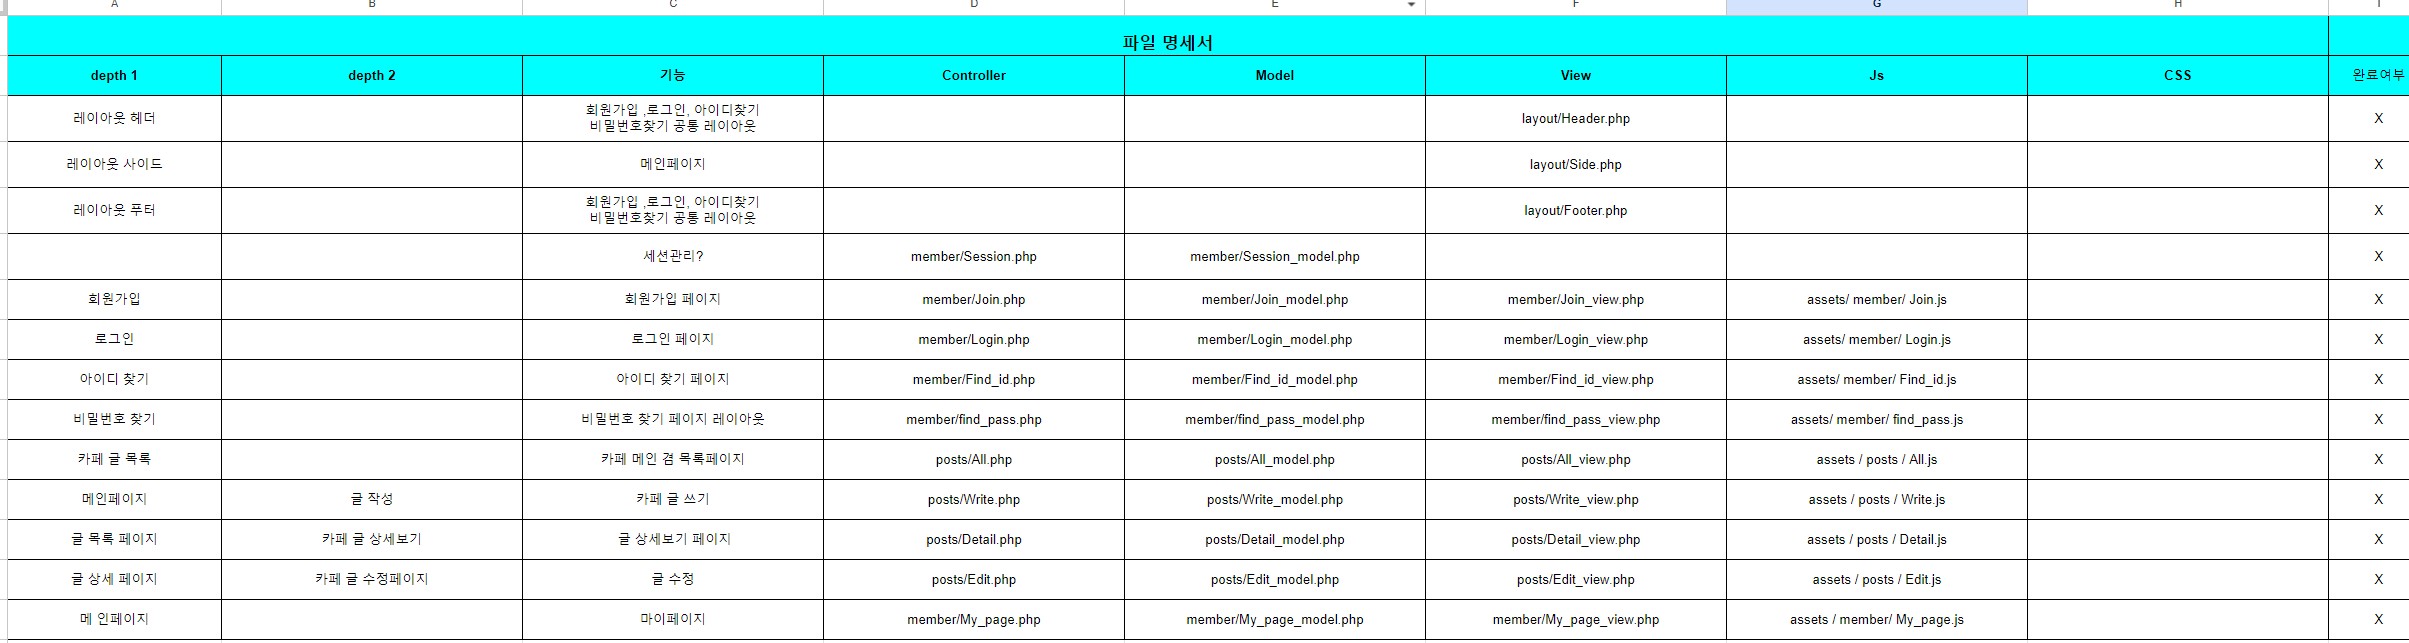 A B C D E F G H I
파일 명세서
depth 1 depth 2 기능 Controller Model View Js CSS 완료여부
레이아웃 헤더 회원가입 ,로그인, 아이디찾기
비밀번호찾기 공통 레이아웃 layout/Header.php X
레이아웃 사이드 메인페이지 layout/Side.php X
레이아웃 푸터 회원가입 ,로그인, 아이디찾기
비밀번호찾기 공통 레이아웃 layout/Footer.php X
세션관리? member/Session.php member/Session_model.php X
회원가입 회원가입 페이지 member/Join.php member/Join_model.php member/Join_view.php assets/ member/ Join.js X
로그인 로그인 페이지 member/Login.php member/Login_model.php member/Login_view.php assets/ member/ Login.js X
아이디 찾기 아이디 찾기 페이지 member/Find_id.php member/Find_id_model.php member/Find_id_view.php assets/ member/ Find_id.js X
비밀번호 찾기 비밀번호 찾기 페이지 레이아웃 member/find_pass.php member/find_pass_model.php member/find_pass_view.php assets/ member/ find_pass.js X
카페 글 목록 카페 메인 겸 목록페이지 posts/All.php posts/All_model.php posts/All_view.php assets / posts / All.js X
메인페이지 글 작성 카페 글 쓰기 posts/Write.php posts/Write_model.php posts/Write_view.php assets / posts / Write.js X
글 목록 페이지 카페 글 상세보기 글 상세보기 페이지 posts/Detail.php posts/Detail_model.php posts/Detail_view.php assets / posts / Detail.js X
글 상세 페이지 카페 글 수정페이지 글 수정 posts/Edit.php posts/Edit_model.php posts/Edit_view.php assets / posts / Edit.js X
메 인페이지 마이페이지 member/My_page.php member/My_page_model.php member/My_page_view.php assets / member/ My_page.js X